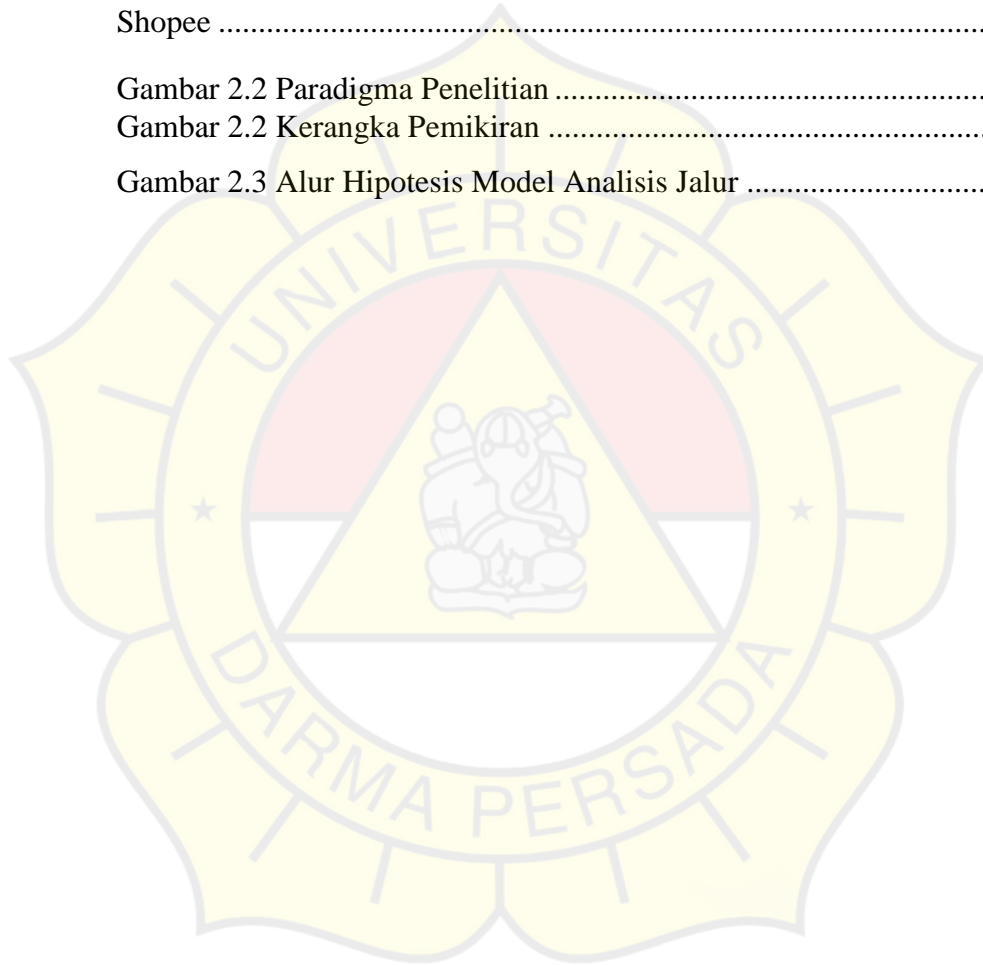 Shopee ........................................................................................................
Gambar 2.2 Paradigma Penelitian ......................................................
Gambar 2.2 Kerangka Pemikiran .......................................................
Gambar 2.3 Alur Hipotesis Model Analisis Jalur ..............................
UNIVERSITAS
DARMA PERSADA